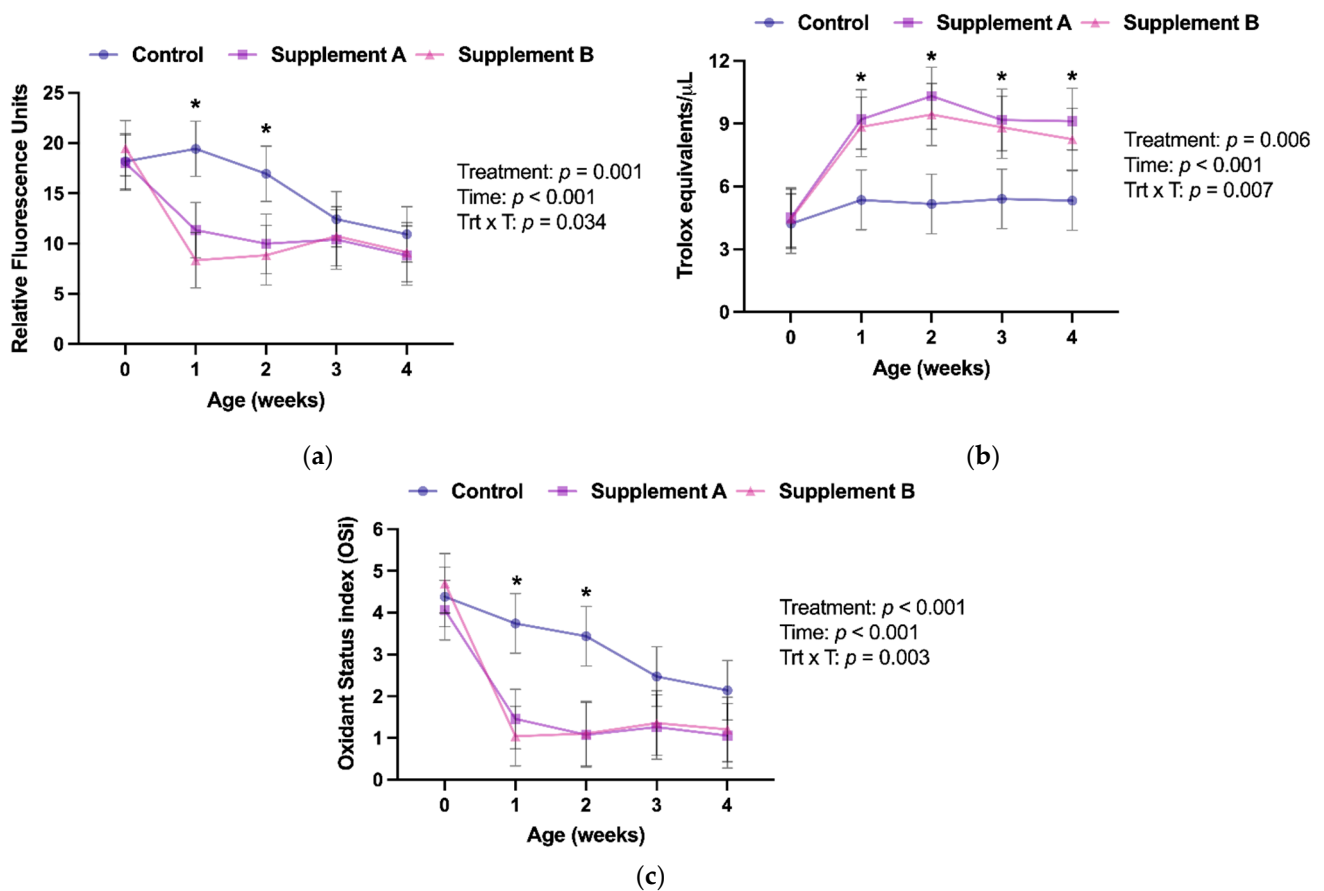 Control Supplement A Supplement B
Relative Fluorescence Units
25
20
15
10
5
0
*
*
0 1 2 3 4
Age (weeks)
Treatment: p = 0.001
Time: p < 0.001
Trt x T: p = 0.034
(a)
Control Supplement A Supplement B
Trolox equivalents/μL
12
9
6
3
0
* * * *
0 1 2 3 4
Age (weeks)
Treatment: p = 0.006
Time: p < 0.001
Trt x T: p = 0.007
(b)
Control Supplement A Supplement B
Oxidant Status index (OSi)
6
5
4
3
2
1
0
* *
0 1 2 3 4
Age (weeks)
Treatment: p < 0.001
Time: p < 0.001
Trt x T: p = 0.003
(c)